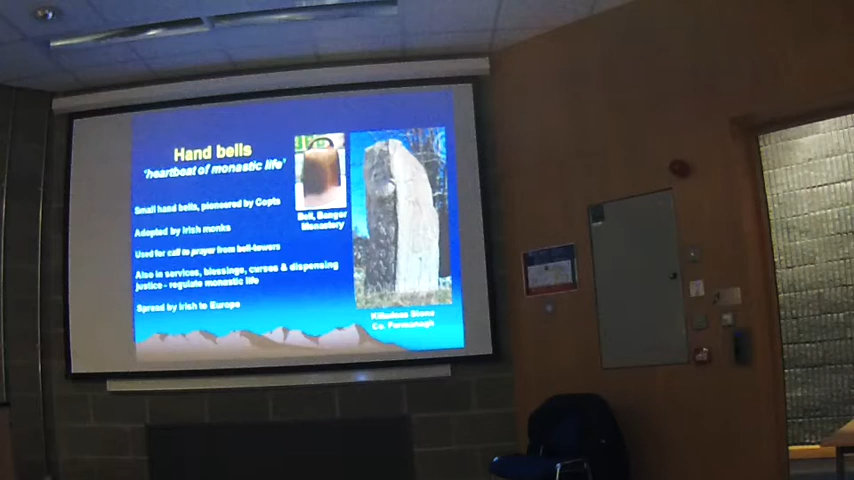 Hand bells
'heartbeat of monastic life'
Small hand bells, pioneered by Copts
Adopted by Irish monks
Used for call to prayer from bell-towers
Also in services, blessings, curses & dispensing
justice - regulate monastic life
Spread by Irish to Europe
Bell, Bangor
Monastery
Killadeas Stone
Co. Fermanagh